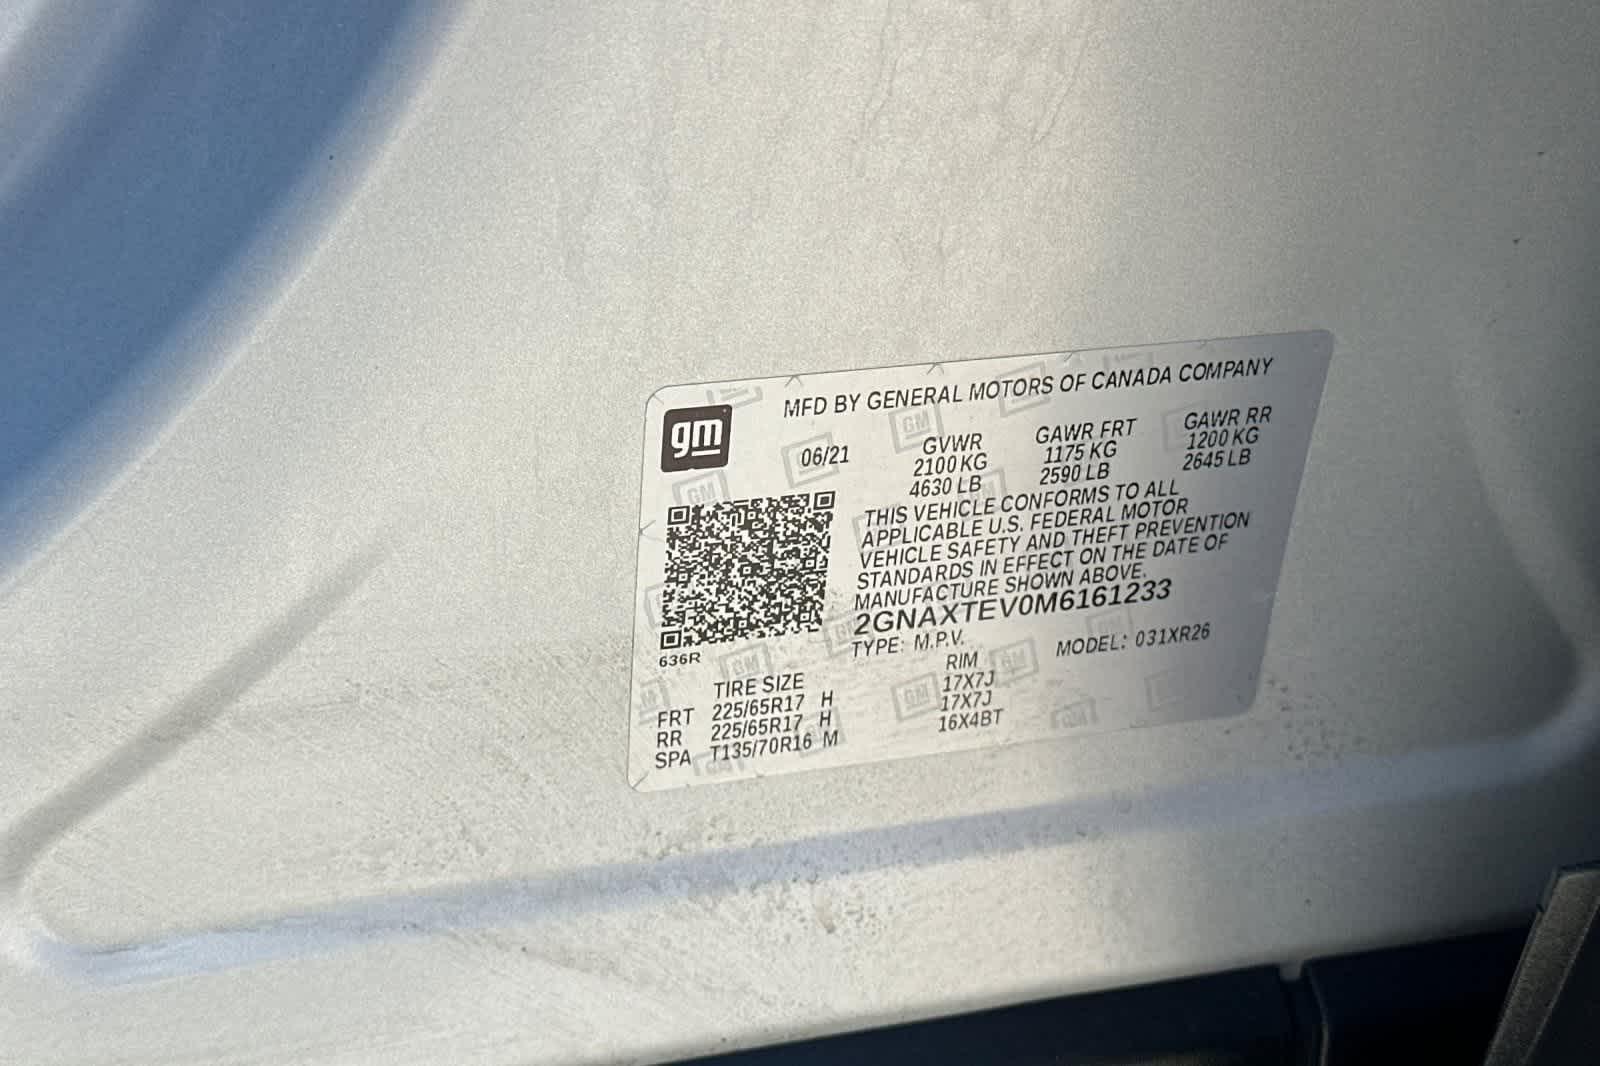 MFD BY GENERAL MOTORS OF CANADA COMPANY
gm
06/21
GVWR GAWR FRT GAWR RR
2100 KG 1175 KG 1200 KG
4630 LB 2590 LB 2645 LB
THIS VEHICLE CONFORMS TO ALL
APPLICABLE U.S. FEDERAL MOTOR
VEHICLE SAFETY AND THEFT PREVENTION
STANDARDS IN EFFECT ON THE DATE OF
MANUFACTURE SHOWN ABOVE.
2GNAXTEV0M6161233
TYPE: M.P.V. MODEL: 031XR26
636R
TIRE SIZE RIM
FRT 225/65R17 H 17X7J
RR 225/65R17 H 17X7J
SPA T135/70R16 M 16X4BT